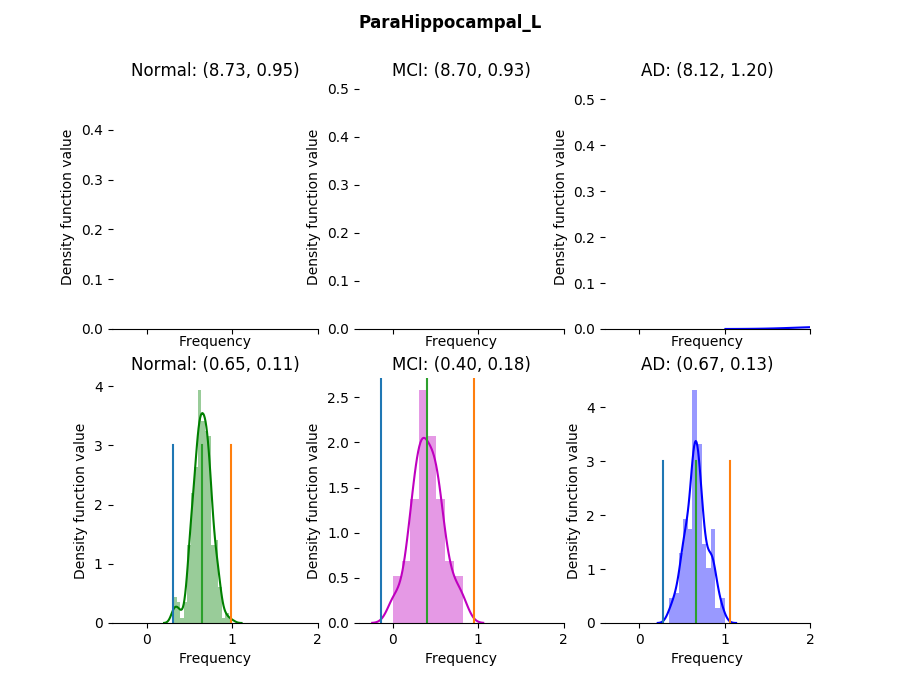 ParaHippocampal_L
Normal: (8.73, 0.95)
Density function value
0.4
0.3
0.2
0.1
0.0
Frequency
MCI: (8.70, 0.93)
Density function value
0.5
0.4
0.3
0.2
0.1
0.0
Frequency
AD: (8.12, 1.20)
Density function value
0.5
0.4
0.3
0.2
0.1
0.0
Frequency
Normal: (0.65, 0.11)
Density function value
4
3
2
1
0
0 1 2
Frequency
MCI: (0.40, 0.18)
Density function value
2.5
2.0
1.5
1.0
0.5
0.0
0 1 2
Frequency
AD: (0.67, 0.13)
Density function value
4
3
2
1
0
0 1 2
Frequency